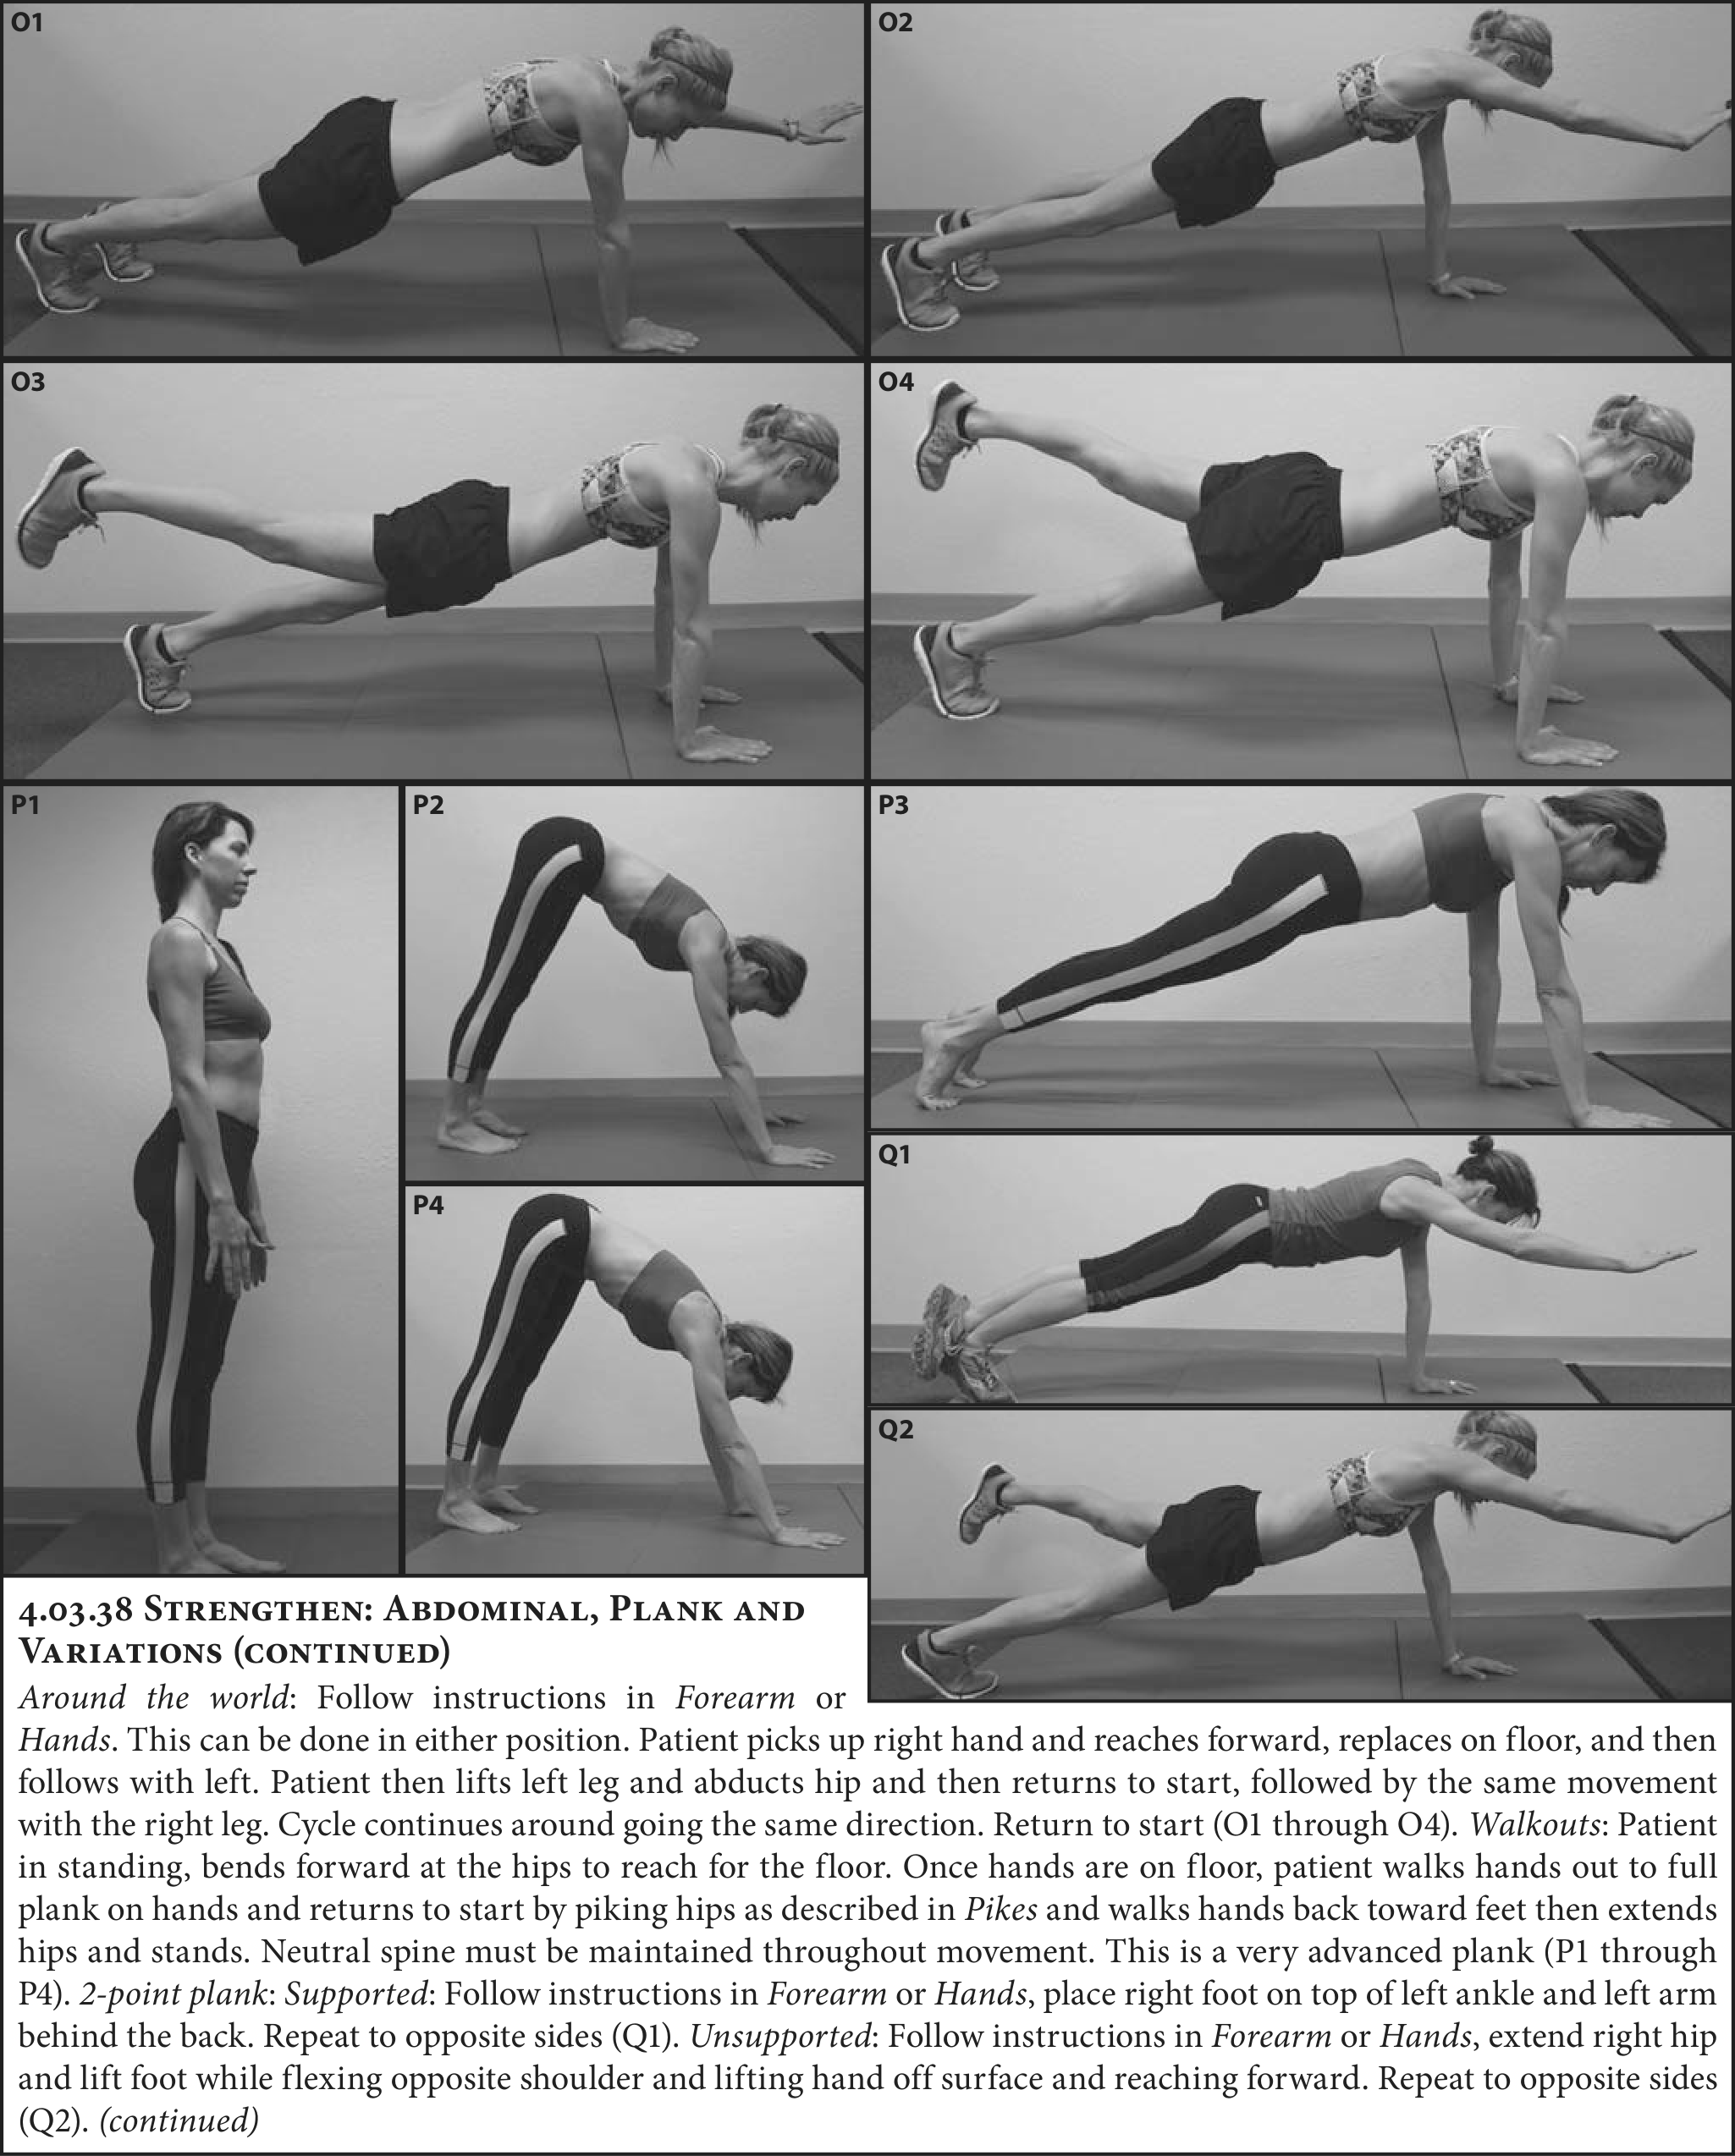 O1
O2
O3
O4
P1
P2
P3
Q1
P4
Q2
4.03.38 Strengthen: Abdominal, Plank and
Variations (continued)
Around the world: Follow instructions in Forearm or
Hands. This can be done in either position. Patient picks up right hand and reaches forward, replaces on floor, and then
follows with left. Patient then lifts left leg and abducts hip and then returns to start, followed by the same movement
with the right leg. Cycle continues around going the same direction. Return to start (O1 through O4). Walkouts: Patient
in standing, bends forward at the hips to reach for the floor. Once hands are on floor, patient walks hands out to full
plank on hands and returns to start by piking hips as described in Pikes and walks hands back toward feet then extends
hips and stands. Neutral spine must be maintained throughout movement. This is a very advanced plank (P1 through
P4). 2-point plank: Supported: Follow instructions in Forearm or Hands, place right foot on top of left ankle and left arm
behind the back. Repeat to opposite sides (Q1). Unsupported: Follow instructions in Forearm or Hands, extend right hip
and lift foot while flexing opposite shoulder and lifting hand off surface and reaching forward. Repeat to opposite sides
(Q2). (continued)